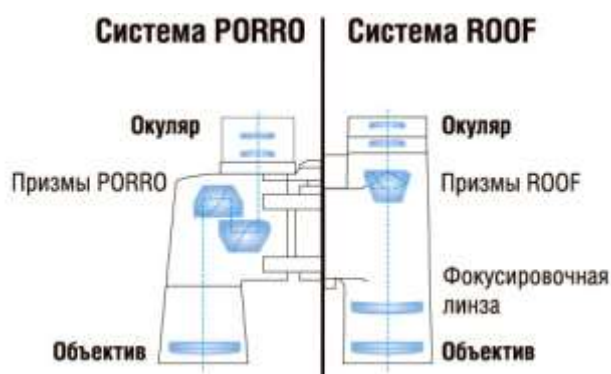 Система PORRO
Система ROOF
Окуляр
Окуляр
Призмы PORRO
Призмы ROOF
Фокусировочная
линза
Объектив
Объектив